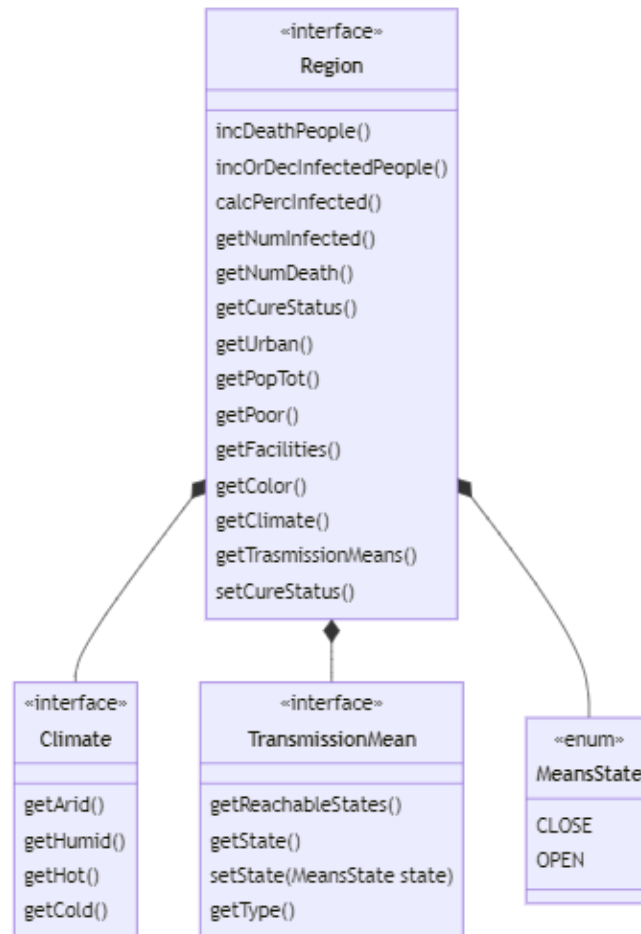 «interface»
Region
incDeathPeople()
incOrDecInfectedPeople()
calcPercInfected()
getNumInfected()
getNumDeath()
getCureStatus()
getUrban()
getPopTot()
getPoor()
getFacilities()
getColor()
getClimate()
getTrasmissionMeans()
setCureStatus()
«interface»
Climate
getArid()
getHumid()
getHot()
getCold()
«interface»
TransmissionMean
getReachableStates()
getState()
setState(MeansState state)
getType()
«enum»
MeansState
CLOSE
OPEN